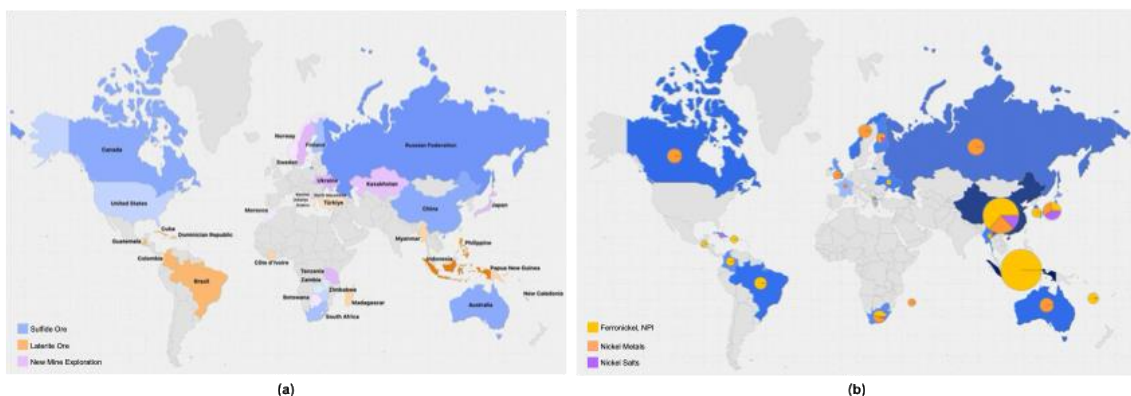 Norway
Finland
Russian Federation
Canada
Sweden
Ukraine
Kazakhstan
United States
Türkiye
China
Japan
Morocco
Cuba
Dominican Republic
Guatemala
Myanmar
Philippine
Colombia
Côte d'Ivoire
Indonesia
Papua New Guinea
Tanzania
Brazil
Zambia
Zimbabwe
New Caledonia
Botswana
Madagascar
Australia
South Africa
Sulfide Ore
Laterite Ore
New Mine Exploration
(a)
Ferronickel, NPI
Nickel Metals
Nickel Salts
(b)